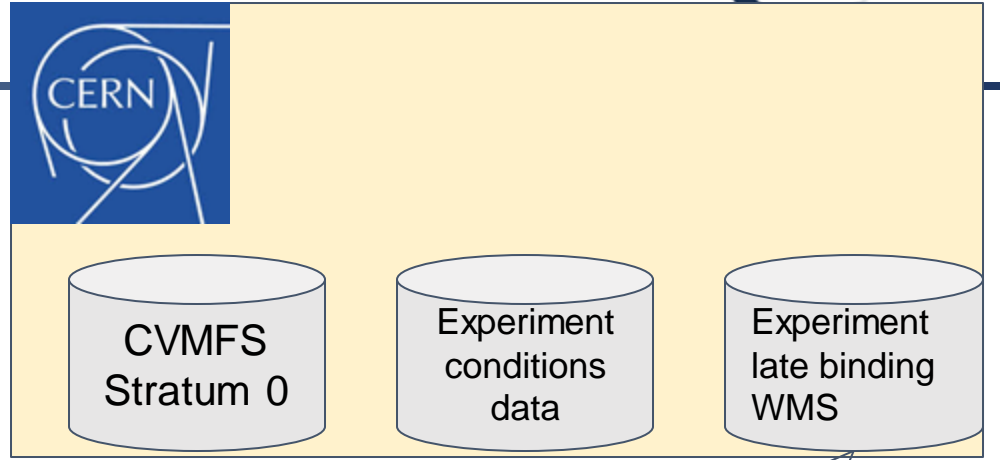 CERN
CVMFS
Stratum 0
Experiment
conditions
data
Experiment
late binding
WMS